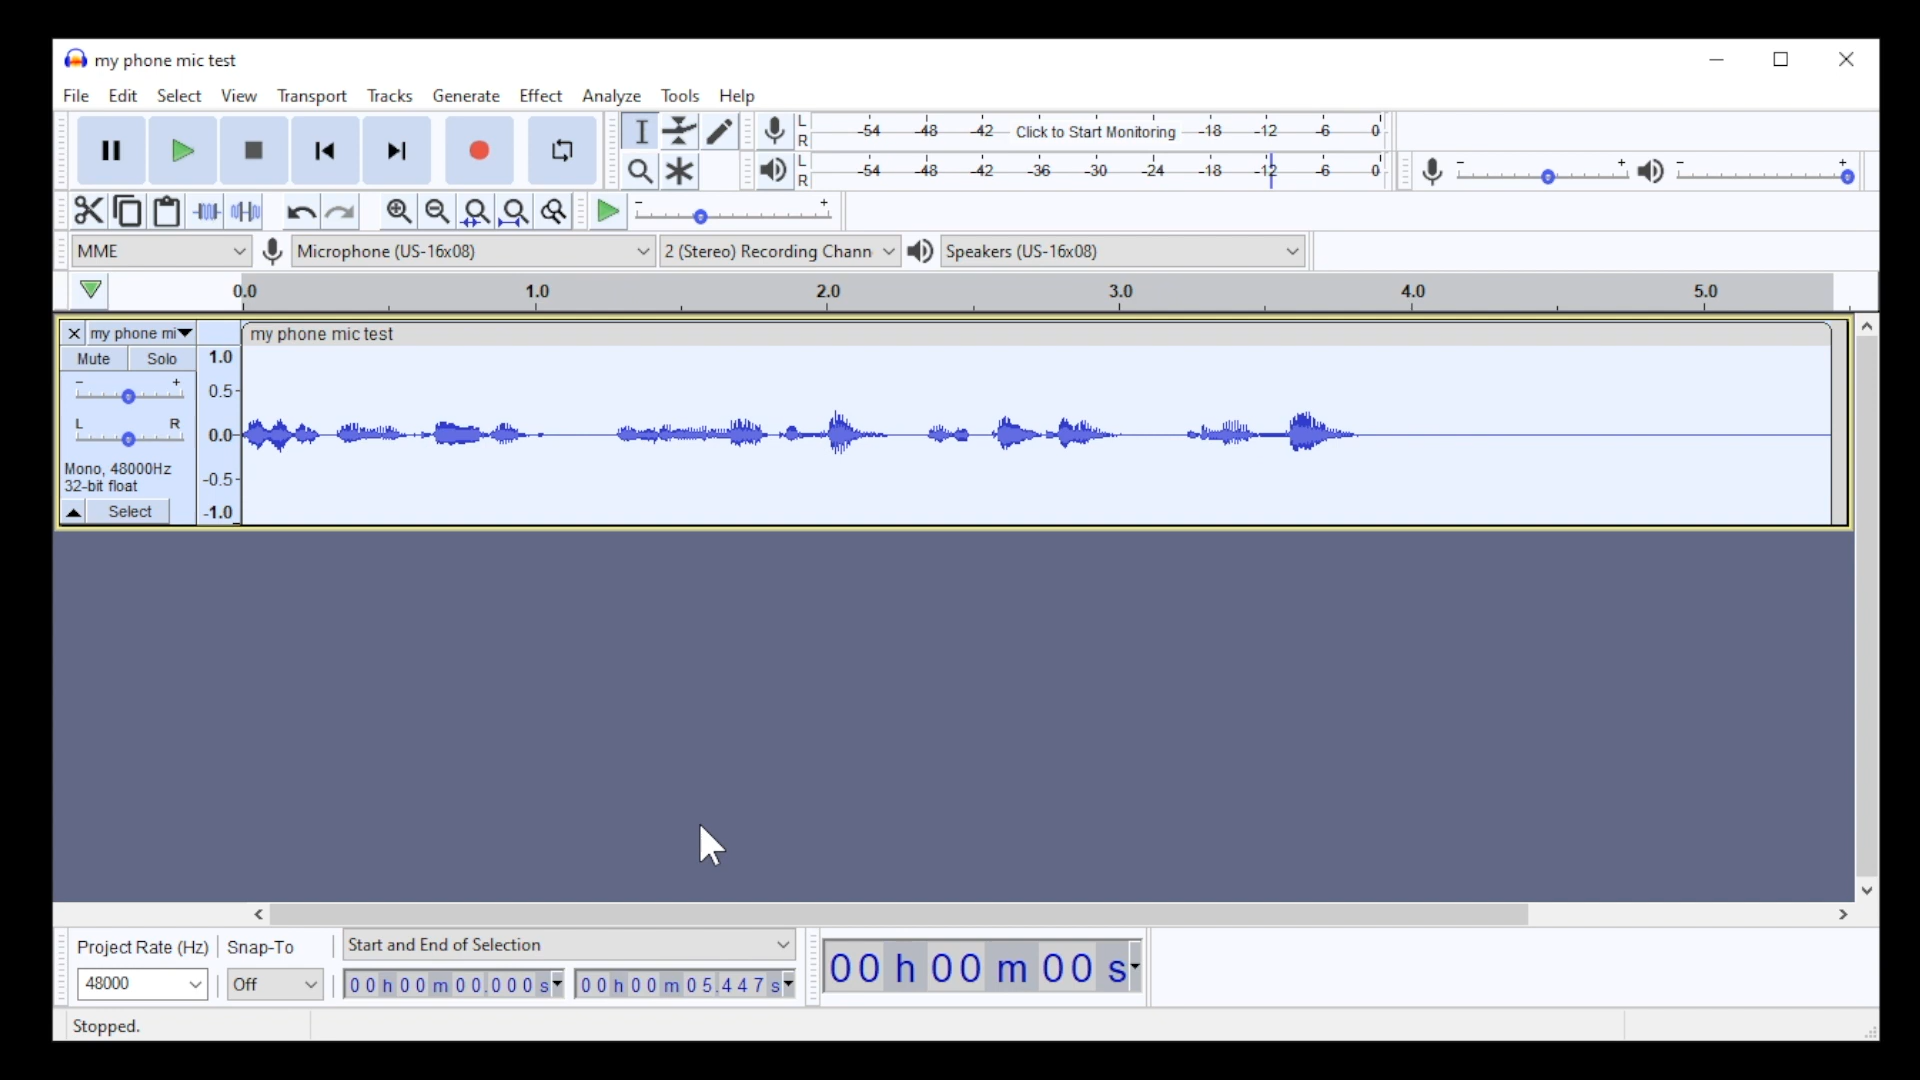 my phone mic test
File Edit Select View Transport Tracks Generate Effect Analyze Tools Help
L R -54 -48 -42 Click to Start Monitoring -18 -12 -6 0
L R -54 -48 -42 -36 -30 -24 -18 -12 -6 0 - + - +
- +
MME Microphone (US-16x08) 2 (Stereo) Recording Chann Speakers (US-16x08)
0.0 1.0 2.0 3.0 4.0 5.0
my phone mi my phone mic test
Mute Solo 1.0
- + 0.5
L R 0.0
Mono, 48000Hz
32-bit float -0.5
Select -1.0
Project Rate (Hz) Snap-To Start and End of Selection
48000 Off 00 h 00 m 00.000 s 00 h 00 m 05.447 s 00 h 00 m 00 s
Stopped.